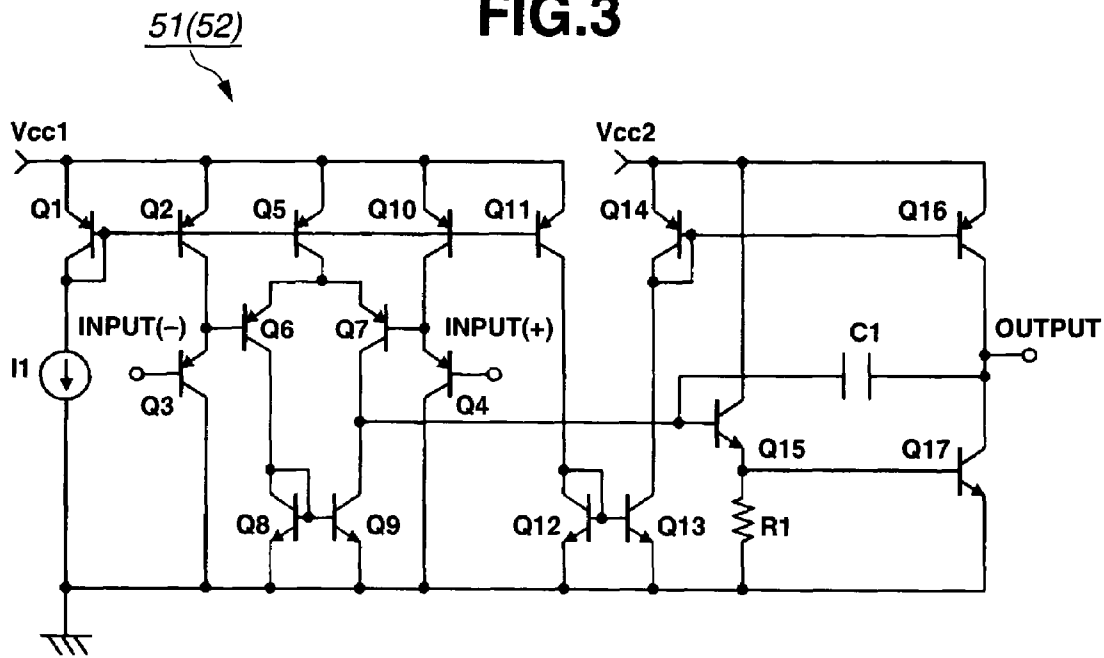 FIG.3
51(52)
Vcc1
Vcc2
Q1
Q2
Q5
Q10
Q11
Q14
Q16
INPUT(−)
Q6
Q7
INPUT(+)
C1
OUTPUT
I1
Q3
Q4
Q15
Q17
Q8
Q9
Q12
Q13
R1